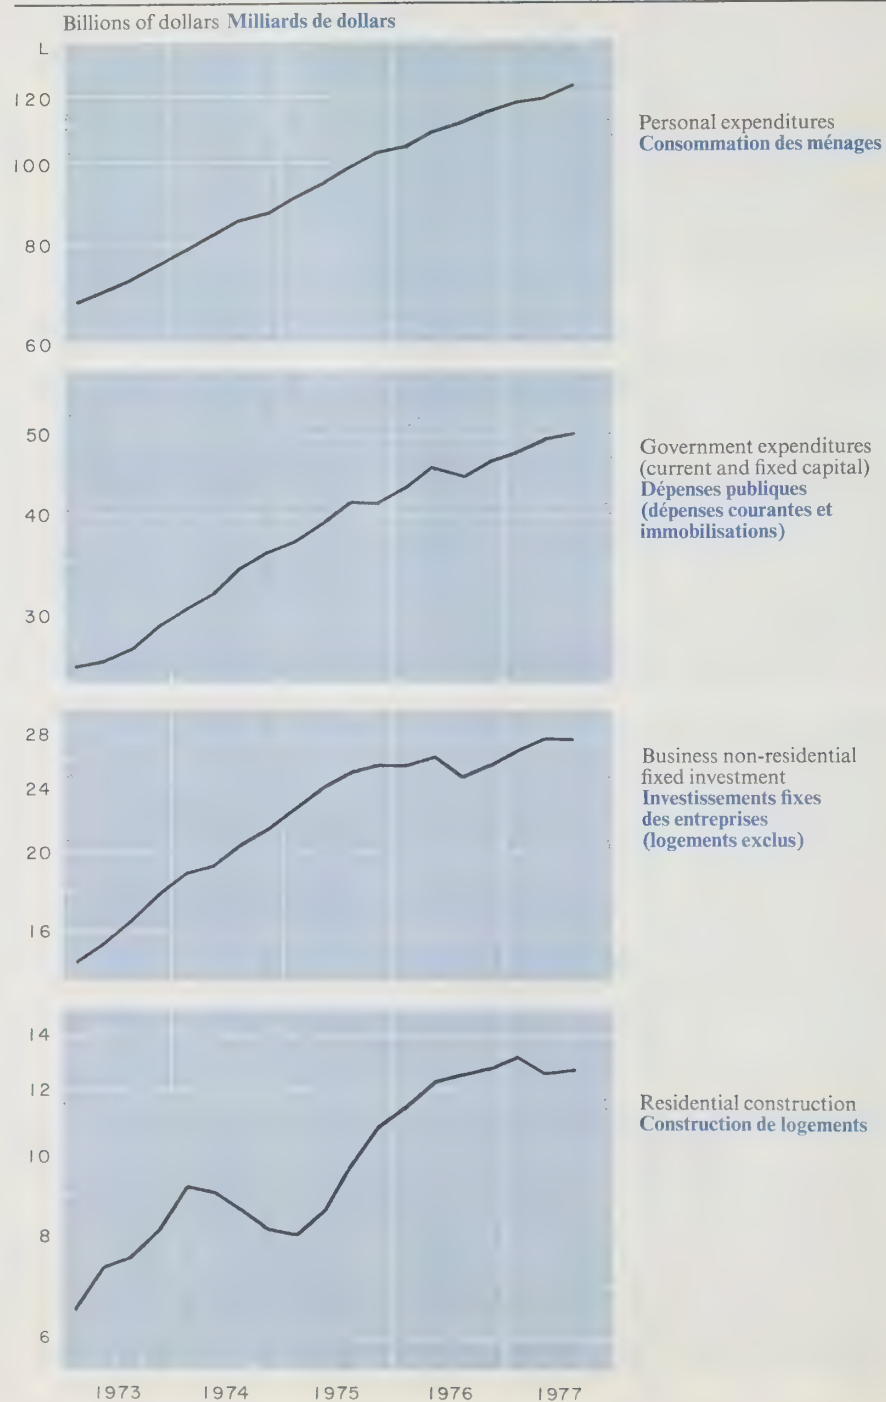 Billions of dollars Milliards de dollars
L
120
100
80
60
Personal expenditures
Consommation des ménages
50
40
30
Government expenditures
(current and fixed capital)
Dépenses publiques
(dépenses courantes et
immobilisations)
28
24
20
16
Business non-residential
fixed investment
Investissements fixes
des entreprises
(logements exclus)
14
12
10
8
6
Residential construction
Construction de logements
1973 1974 1975 1976 1977